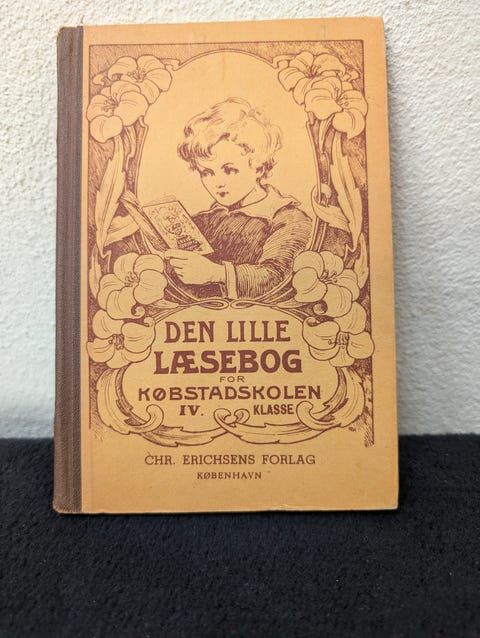 DEN LILLE
LÆSEBOG
FOR
KØBSTADSKOLEN
IV. KLASSE
CHR. ERICHSENS FORLAG
KØBENHAVN